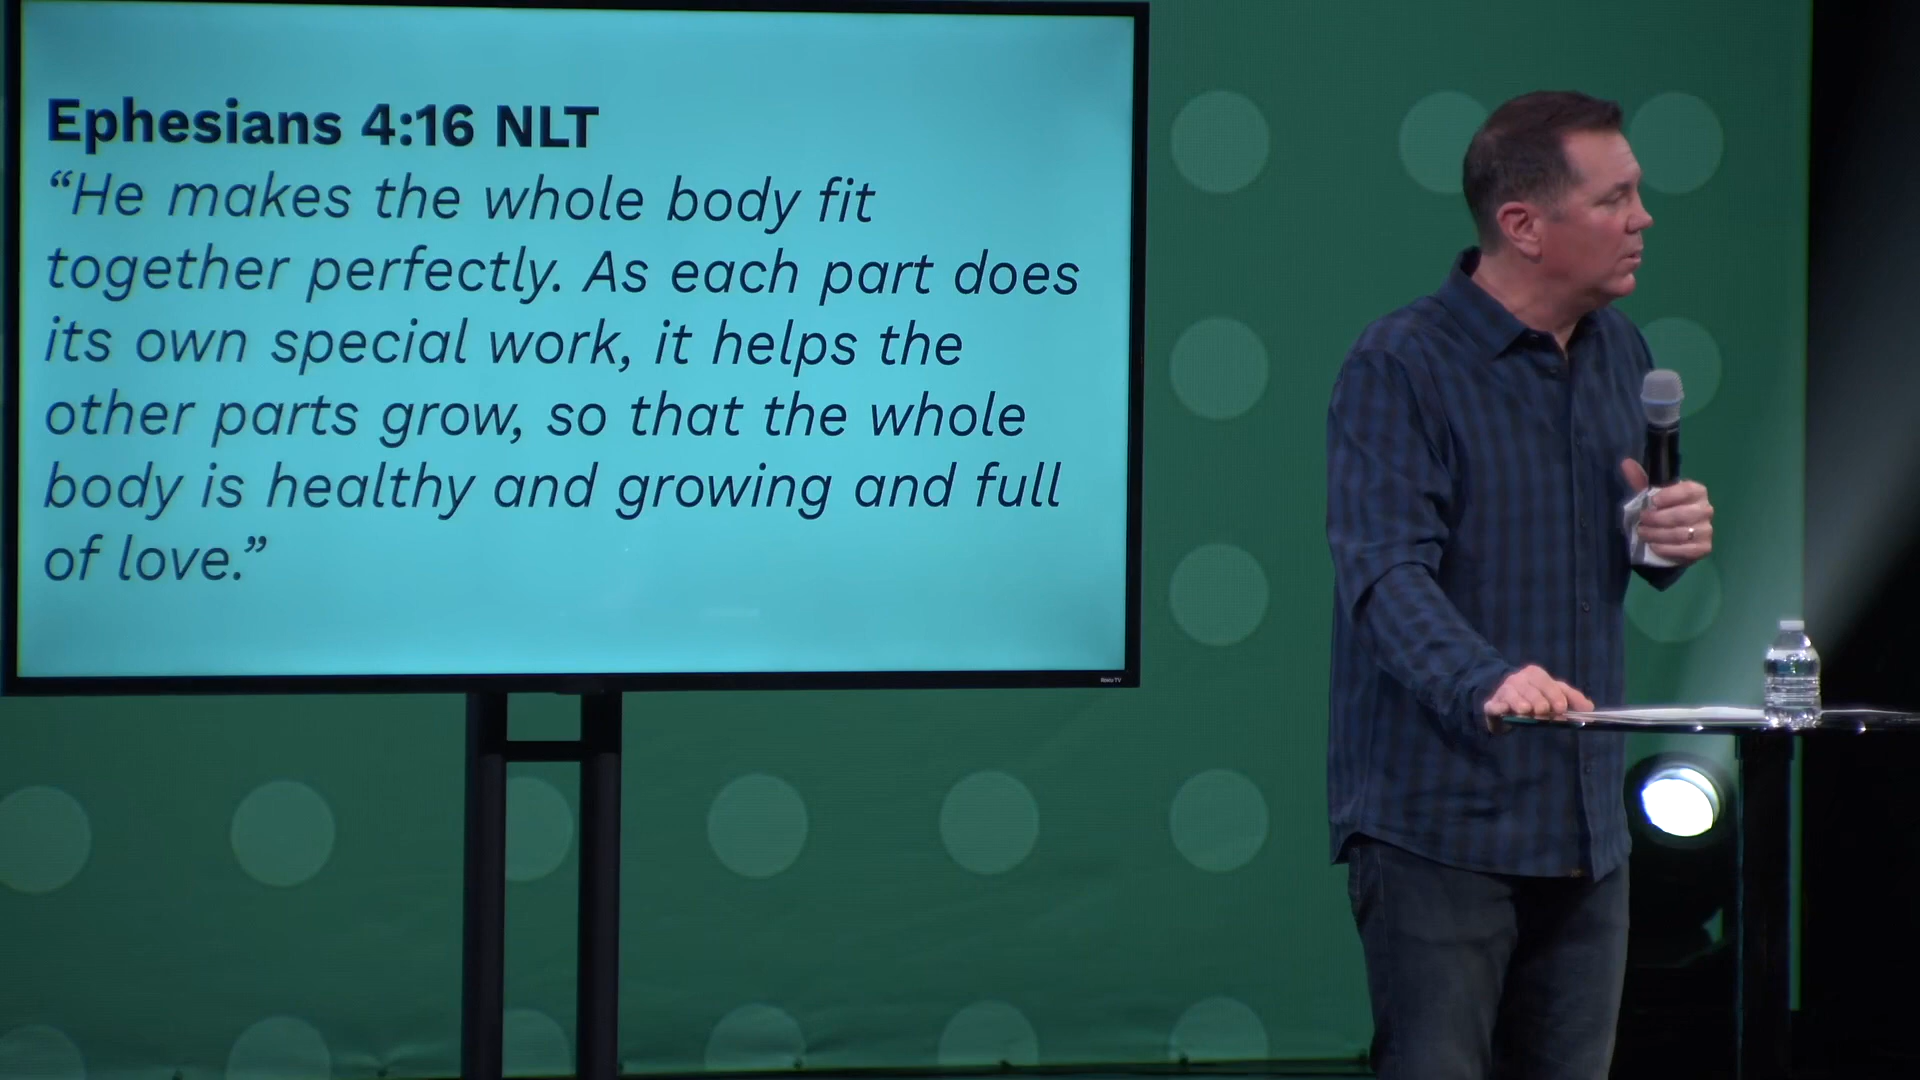 Ephesians 4:16 NLT
“He makes the whole body fit
together perfectly. As each part does
its own special work, it helps the
other parts grow, so that the whole
body is healthy and growing and full
of love.”
Roku TV